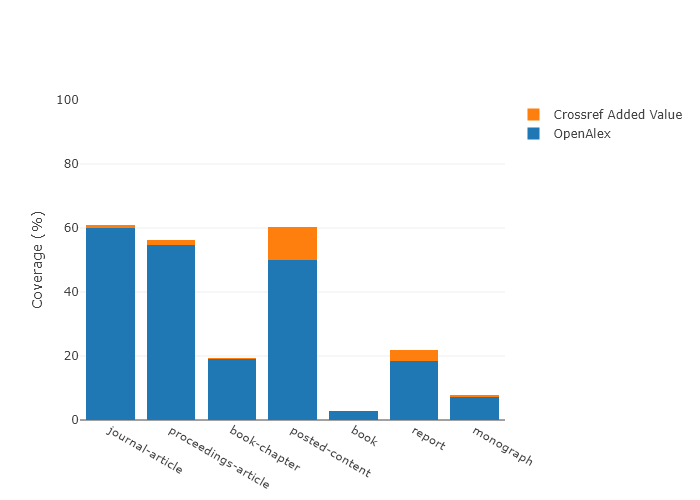 100
80
60
40
20
0
Coverage (%)
journal-article
proceedings-article
book-chapter
posted-content
book
report
monograph
Crossref Added Value
OpenAlex